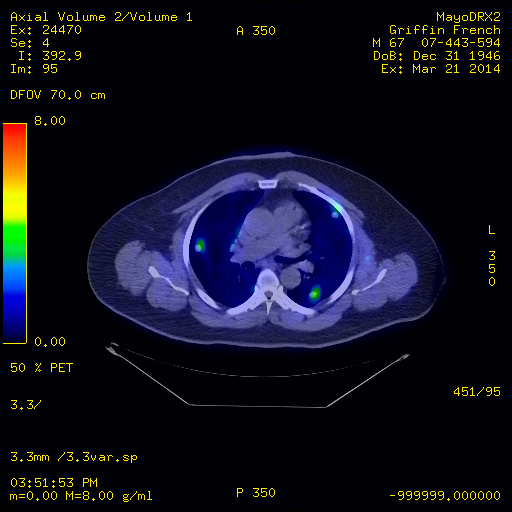 Axial Volume 2/Volume 1
Ex: 24470
Se: 4
I: 392.9
Im: 95
DFOV 70.0 cm
A 350
MayoDRX2
Griffin French
M 67 07-443-594
DoB: Dec 31 1946
Ex: Mar 21 2014
8.00
0.00
L
350
50 % PET
3.3/
3.3mm /3.3var.sp
03:51:53 PM
m=0.00 M=8.00 g/ml
P 350
451/95
-999999.000000